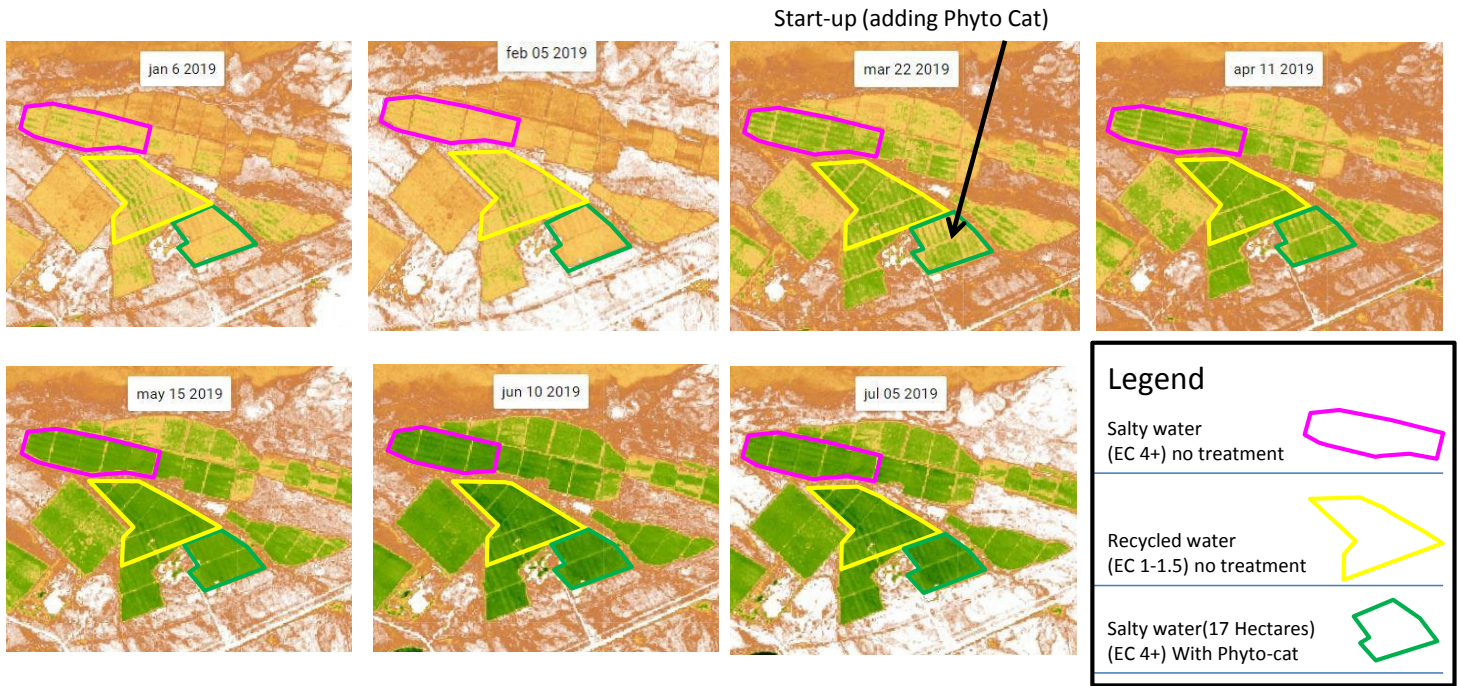 Start-up (adding Phyto Cat)
jan 6 2019
feb 05 2019
mar 22 2019
apr 11 2019
may 15 2019
jun 10 2019
jul 05 2019
Legend
Salty water
(EC 4+) no treatment
Recycled water
(EC 1-1.5) no treatment
Salty water(17 Hectares)
(EC 4+) With Phyto-cat